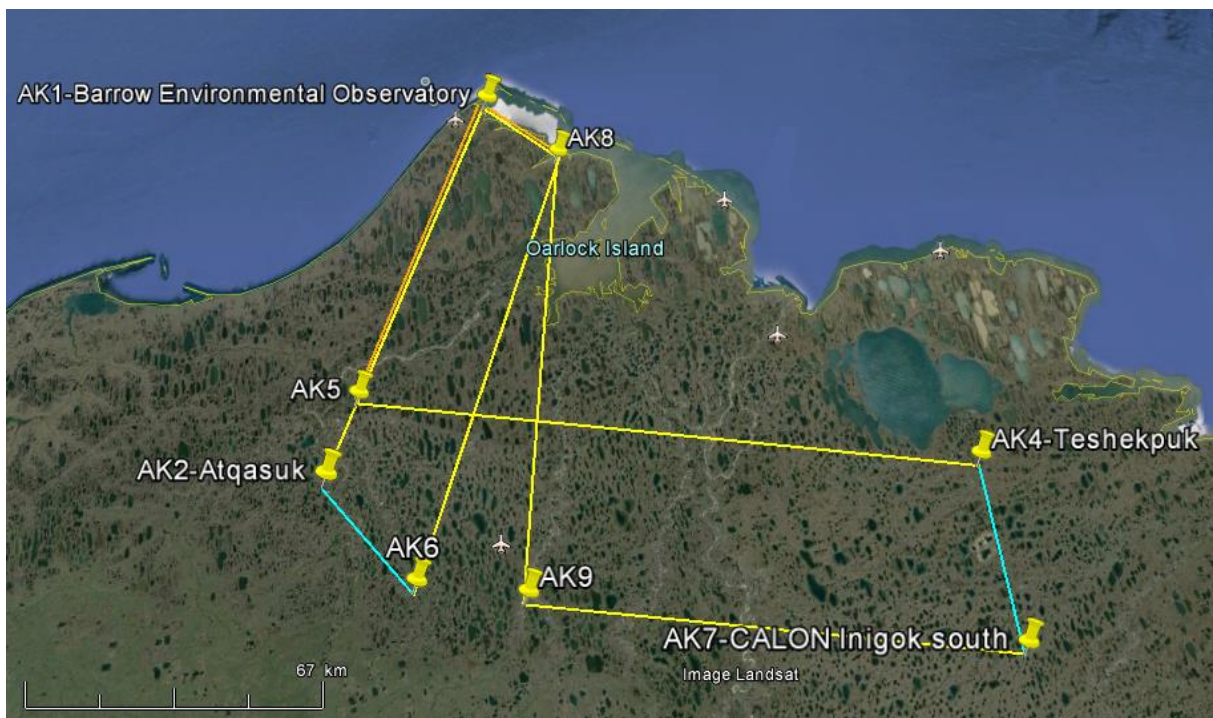 AK1-Barrow Environmental Observatory
AK8
Oarlock Island
AK5
AK4-Teshekpuk
AK2-Atqasuk
AK6
AK9
AK7-CALON Inigok south
67 km
Image Landsat